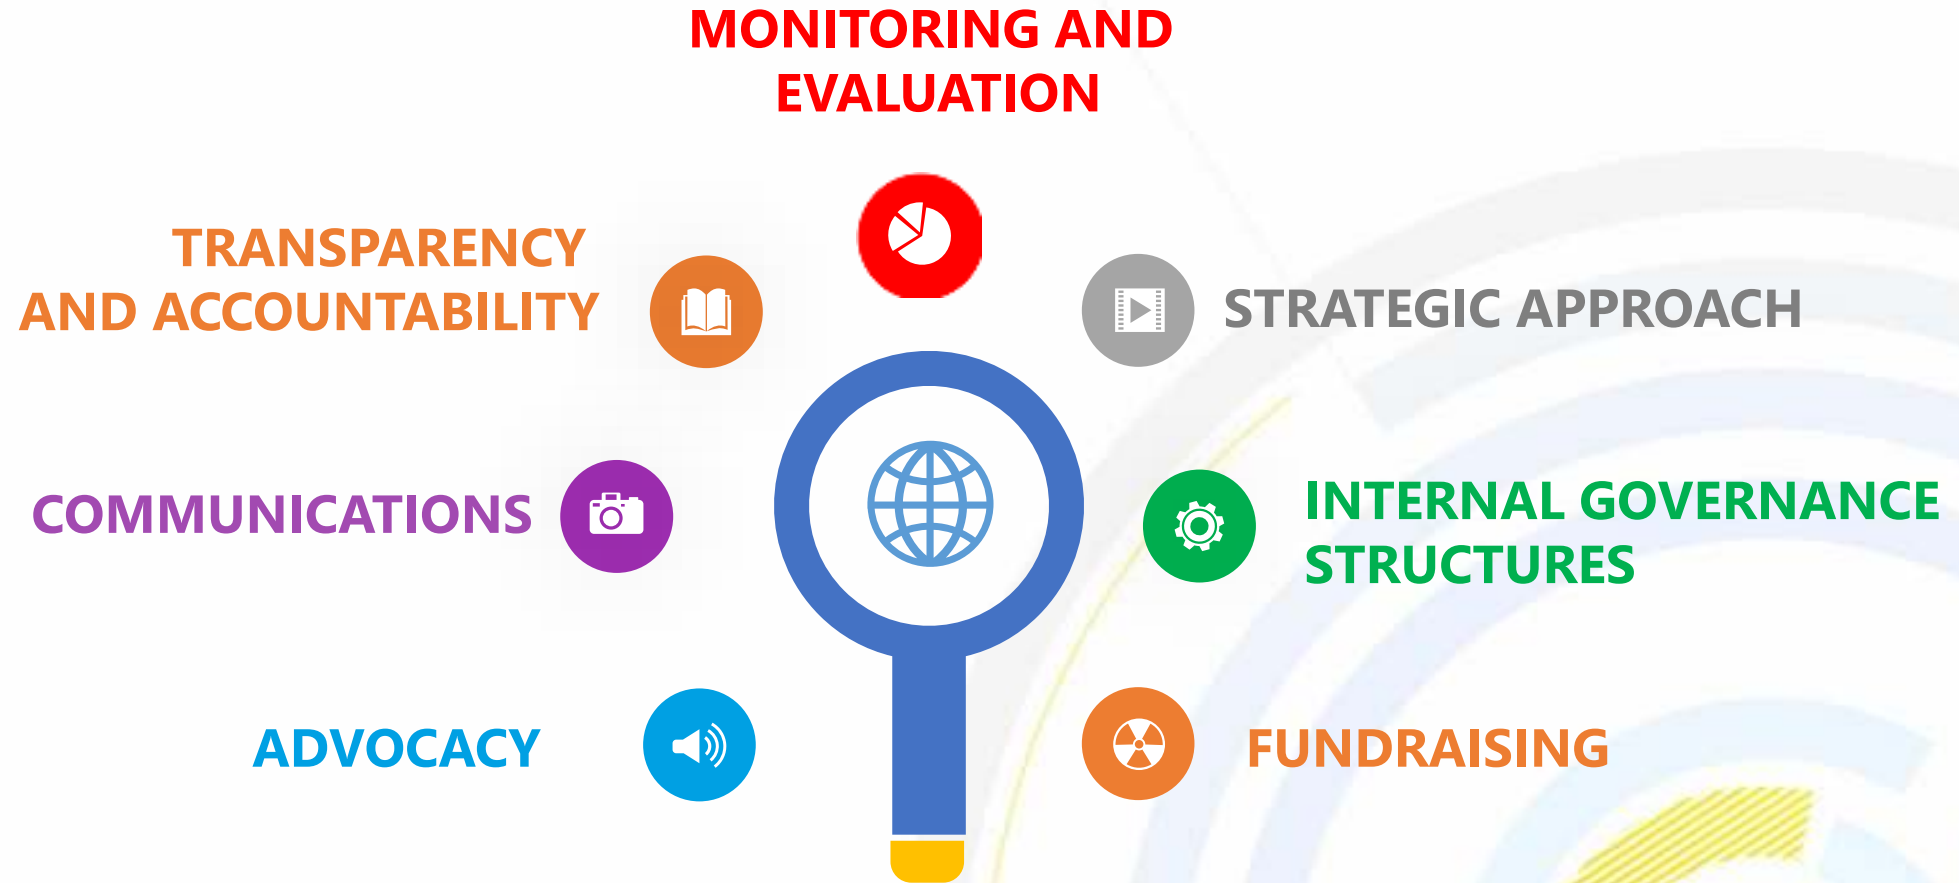 MONITORING AND
EVALUATION
TRANSPARENCY
AND ACCOUNTABILITY
STRATEGIC APPROACH
COMMUNICATIONS
INTERNAL GOVERNANCE
STRUCTURES
ADVOCACY
FUNDRAISING